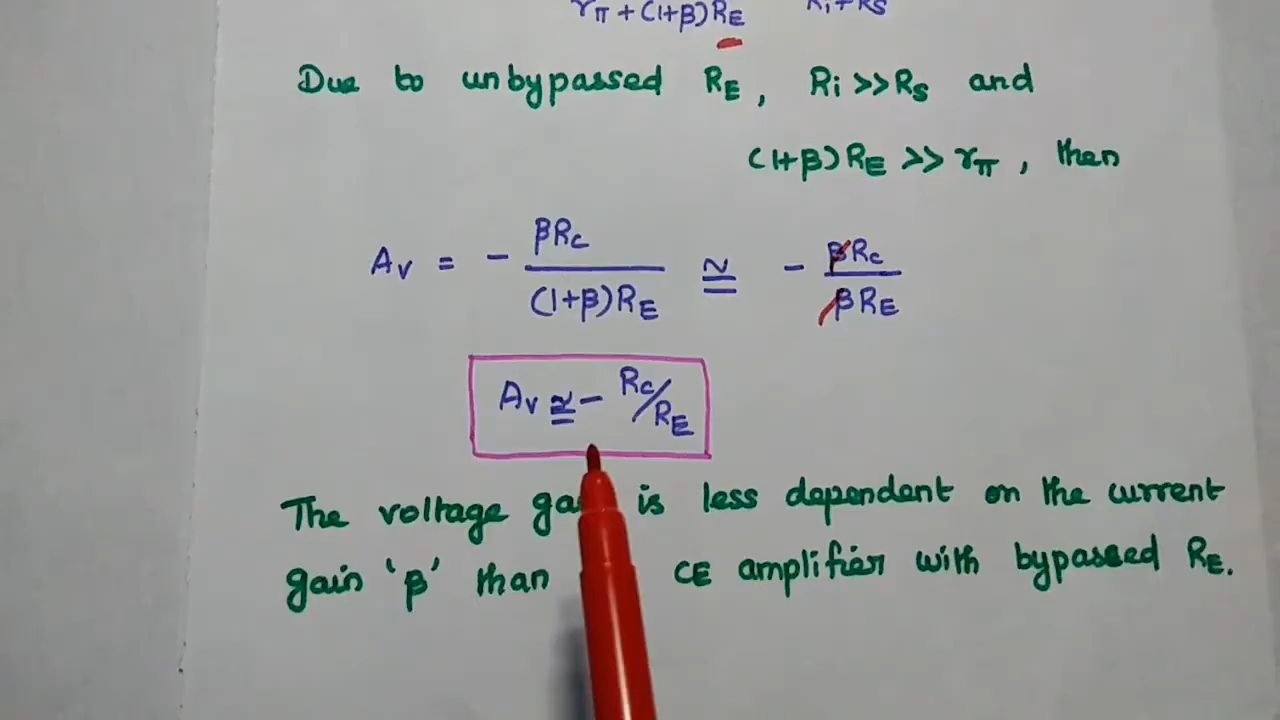 rπ + (1+β)RE Ri+RS
Due to unbypassed RE, Ri >> RS and
(1+β) RE >> rπ, then
AV = - βRC / (1+β)RE ≅ - βRC / βRE
AV ≅ - RC/RE
The voltage is less dependent on the current
gain 'β' than CE amplifier with bypassed RE.